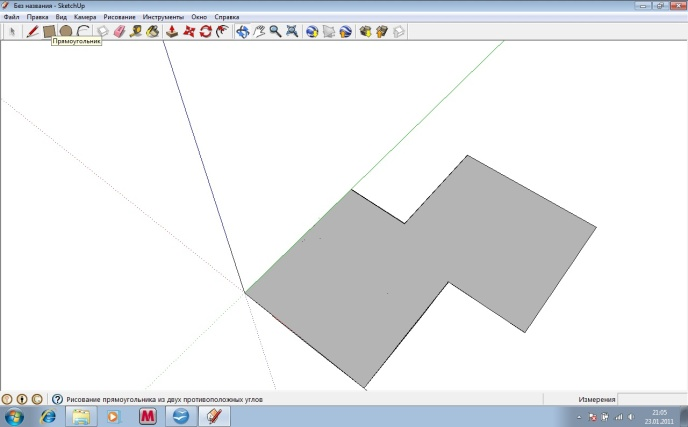 Без названия - SketchUp
Файл Правка Вид Камера Рисование Инструменты Окно Справка
Прямоугольник
Рисование прямоугольника из двух противоположных углов Измерения
21:05
23.01.2011